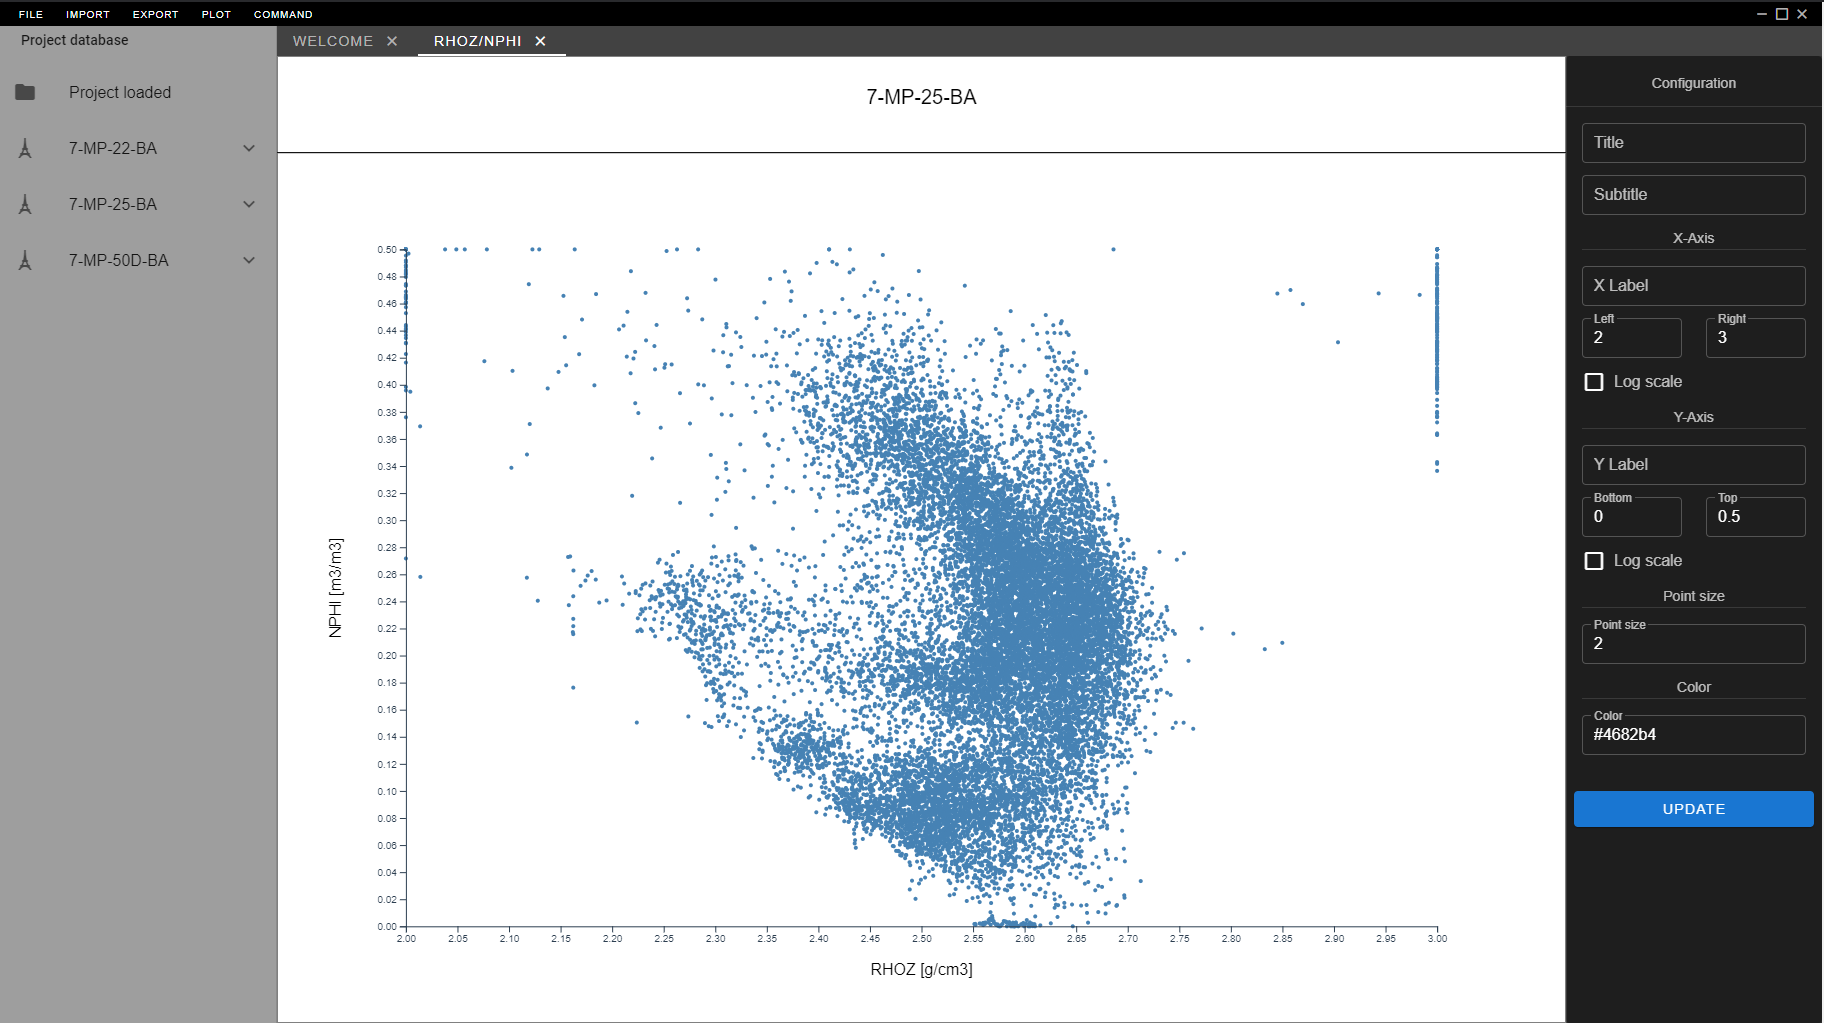 FILE IMPORT EXPORT PLOT COMMAND
Project database
Project loaded
7-MP-22-BA
7-MP-25-BA
7-MP-50D-BA
WELCOME RHOZ/NPHI
7-MP-25-BA
0.50
0.48
0.46
0.44
0.42
0.40
0.38
0.36
0.34
0.32
0.30
0.28
0.26
0.24
0.22
0.20
0.18
0.16
0.14
0.12
0.10
0.08
0.06
0.04
0.02
0.00
NPHI [m3/m3]
2.00 2.05 2.10 2.15 2.20 2.25 2.30 2.35 2.40 2.45 2.50 2.55 2.60 2.65 2.70 2.75 2.80 2.85 2.90 2.95 3.00
RHOZ [g/cm3]
Configuration
Title
Subtitle
X-Axis
X Label
Left Right
2 3
Log scale
Y-Axis
Y Label
Bottom Top
0 0.5
Log scale
Point size
Point size
2
Color
Color
#4682b4
UPDATE